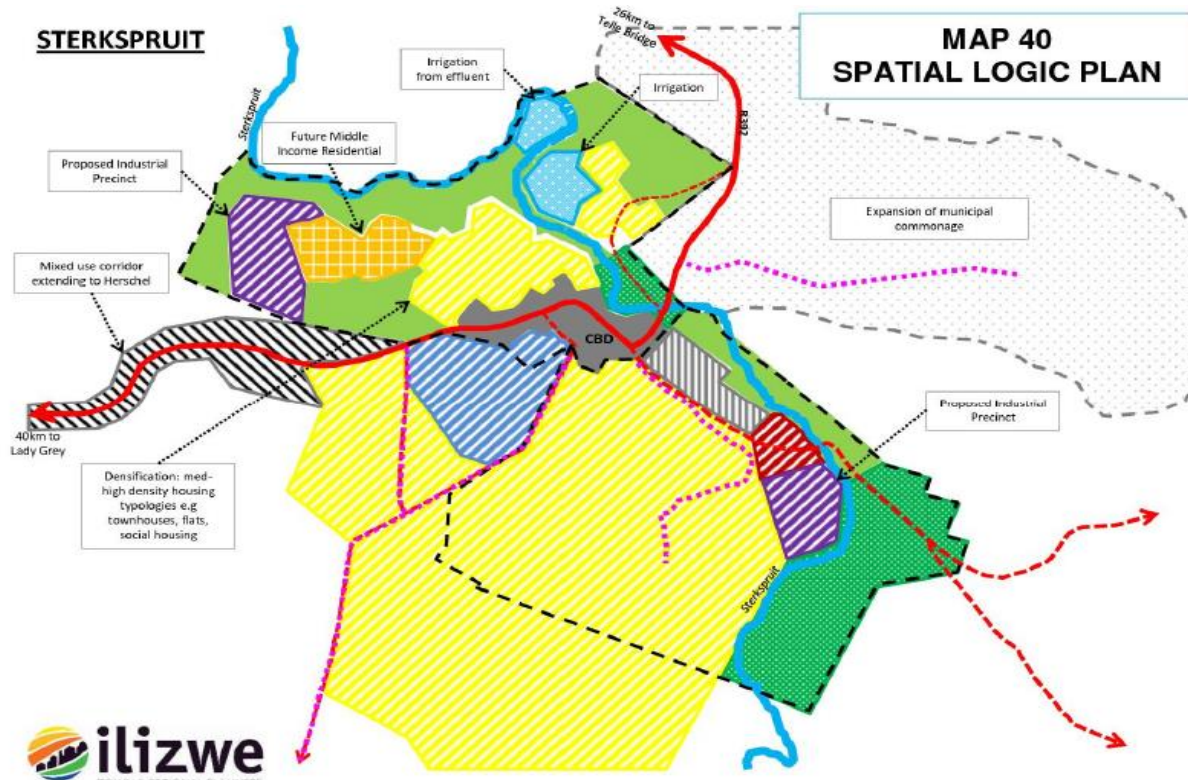 STERKSPRUIT
MAP 40
SPATIAL LOGIC PLAN
26km to
Telle Bridge
Irrigation
from effluent
Irrigation
R392
Sterkspruit
Future Middle
Income Residential
Proposed Industrial
Precinct
Expansion of municipal
commonage
Mixed use corridor
extending to Herschel
CBD
Proposed Industrial
Precinct
40km to
Lady Grey
Densification: med-
high density housing
typologies e.g
townhouses, flats,
social housing
Sterkspruit
ilizwe